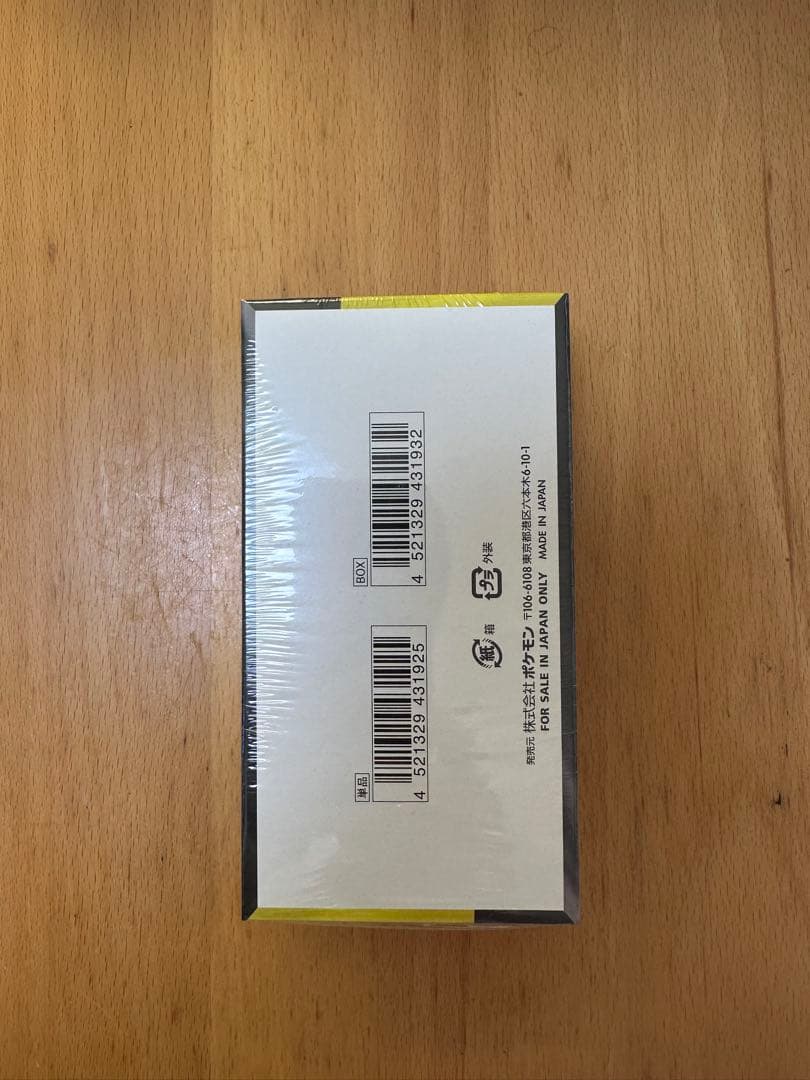 単品
4 521329 431925
BOX
4 521329 431932
紙 箱
プラ 外装
発売元 株式会社ポケモン 〒106-6108 東京都港区六本木6-10-1
FOR SALE IN JAPAN ONLY MADE IN JAPAN